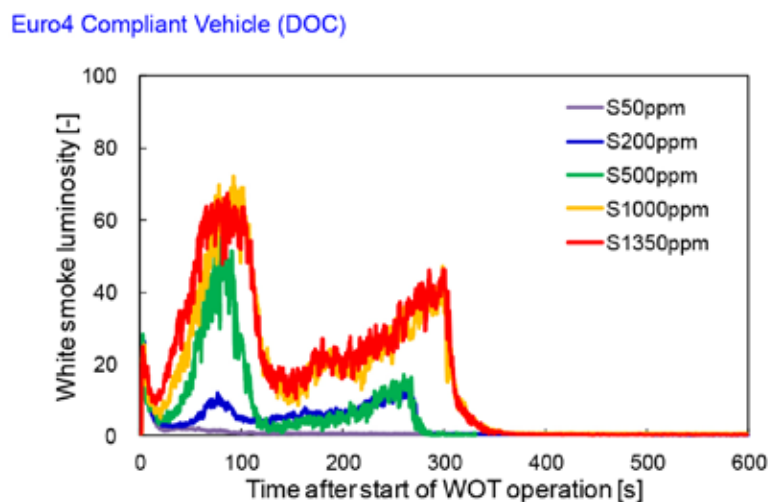 Euro4 Compliant Vehicle (DOC)
White smoke luminosity [-]
100
80
60
40
20
0
S50ppm
S200ppm
S500ppm
S1000ppm
S1350ppm
0 100 200 300 400 500 600
Time after start of WOT operation [s]